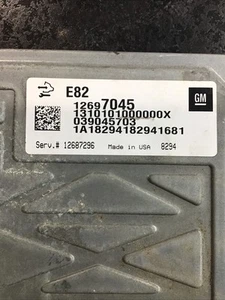 E82
12697045
1310101000000X
039045703
1A18294182941681
GM
Serv.# 12687296 Made in USA 8294